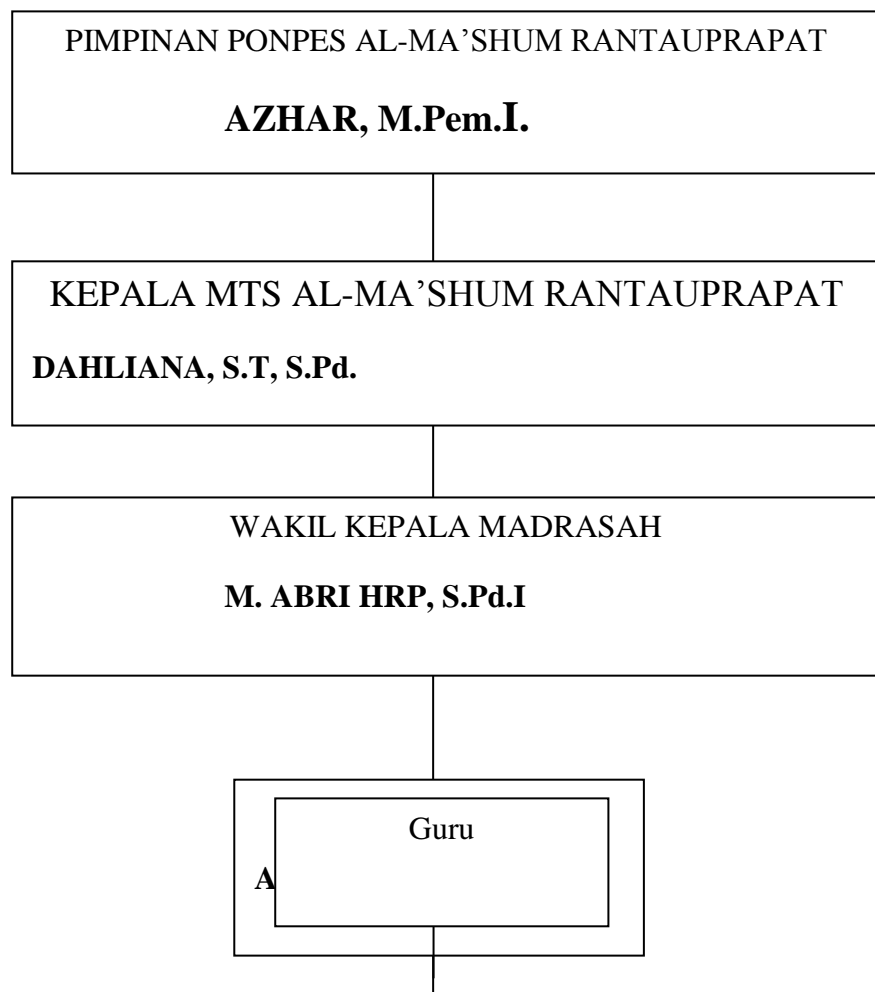 PIMPINAN PONPES AL-MA’SHUM RANTAUPRAPAT
AZHAR, M.Pem.I.
KEPALA MTS AL-MA’SHUM RANTAUPRAPAT
DAHLIANA, S.T, S.Pd.
WAKIL KEPALA MADRASAH
M. ABRI HRP, S.Pd.I
Guru